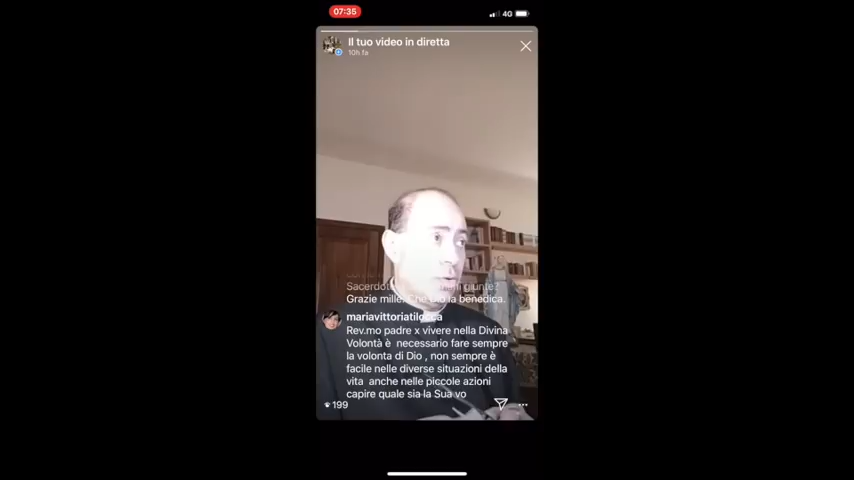 07:35
4G
Il tuo video in diretta
10h fa
giunte?
Grazie mille. Che Dio la benedica.
mariavittoriatilocca
Rev.mo padre x vivere nella Divina
Volontà è necessario fare sempre
la volonta di Dio , non sempre è
facile nelle diverse situazioni della
vita anche nelle piccole azioni
capire quale sia la Sua vo
199